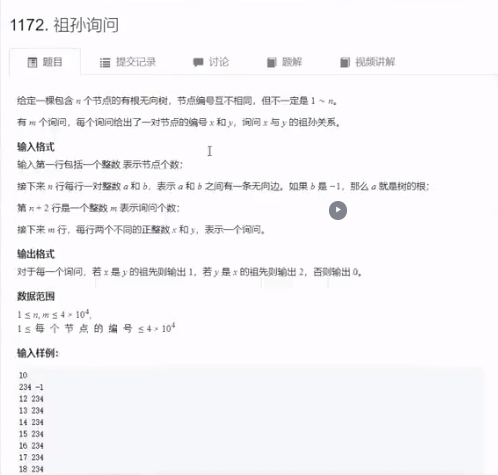 1172. 祖孙询问
题目 提交记录 讨论 题解 视频讲解
给定一棵包含 n 个节点的有根无向树，节点编号互不相同，但不一定是 1 ~ n。
有 m 个询问，每个询问给出了一对节点的编号 x 和 y，询问 x 与 y 的祖孙关系。
输入格式
输入第一行包括一个整数 表示节点个数；
接下来 n 行每行一对整数 a 和 b，表示 a 和 b 之间有一条无向边。如果 b 是 −1，那么 a 就是树的根；
第 n + 2 行是一个整数 m 表示询问个数；
接下来 m 行，每行两个不同的正整数 x 和 y，表示一个询问。
输出格式
对于每一个询问，若 x 是 y 的祖先则输出 1，若 y 是 x 的祖先则输出 2，否则输出 0。
数据范围
1 ≤ n, m ≤ 4 × 10⁴,
1 ≤ 每 个 节 点 的 编 号 ≤ 4 × 10⁴
输入样例：
10
234 -1
12 234
13 234
14 234
15 234
16 234
17 234
18 234